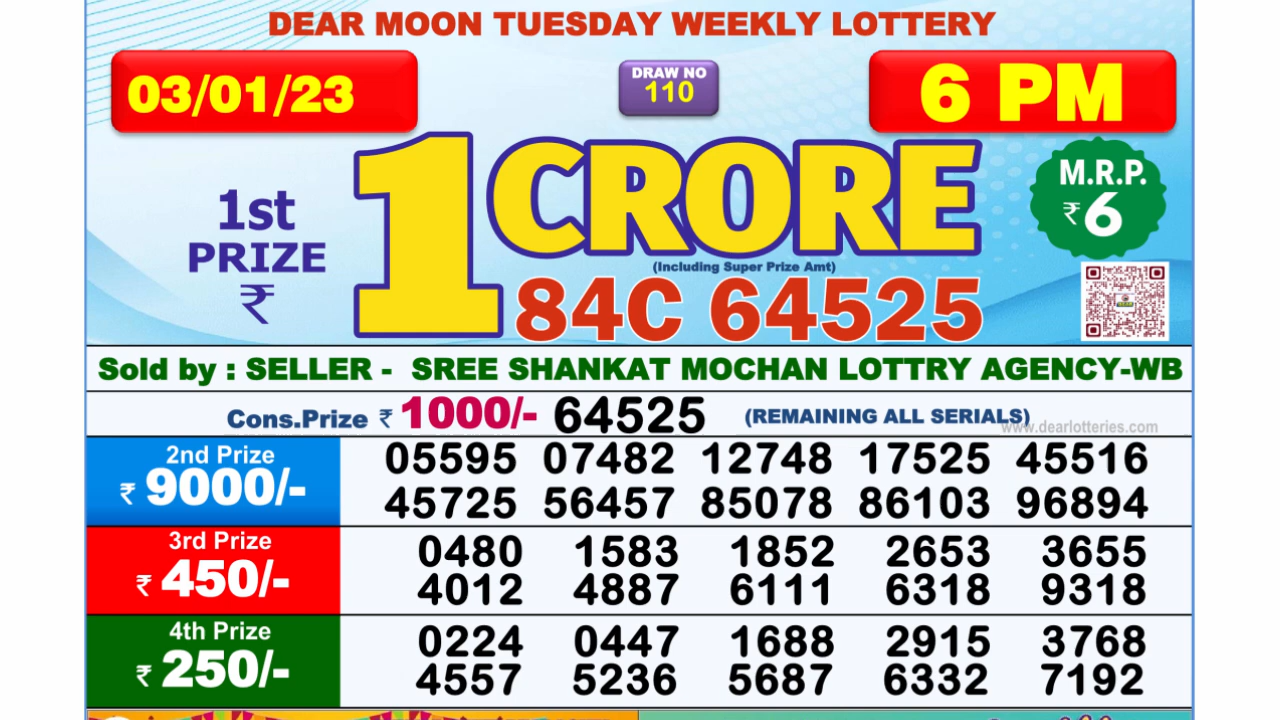 DEAR MOON TUESDAY WEEKLY LOTTERY
03/01/23
DRAW NO
110
6 PM
1st
PRIZE
₹
1 CRORE
(Including Super Prize Amt)
84C 64525
M.R.P.
₹6
Sold by : SELLER - SREE SHANKAT MOCHAN LOTTRY AGENCY-WB
Cons.Prize ₹ 1000/- 64525 (REMAINING ALL SERIALS)
www.dearlotteries.com
2nd Prize
₹ 9000/-
05595 07482 12748 17525 45516
45725 56457 85078 86103 96894
3rd Prize
₹ 450/-
0480 1583 1852 2653 3655
4012 4887 6111 6318 9318
4th Prize
₹ 250/-
0224 0447 1688 2915 3768
4557 5236 5687 6332 7192